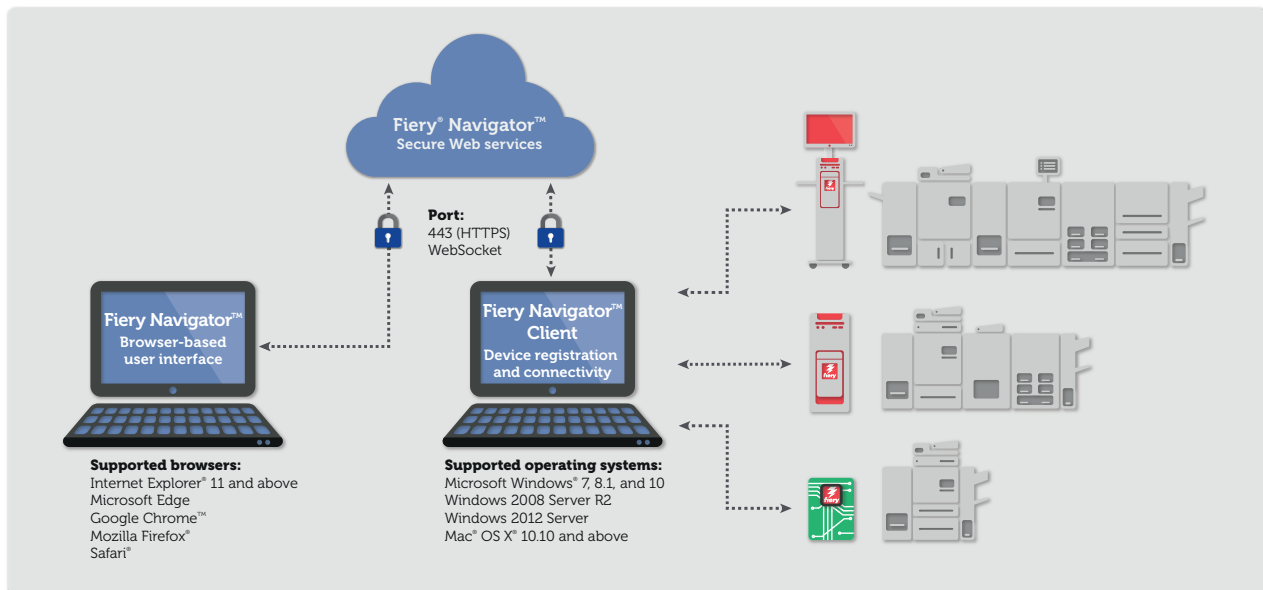 Fiery® Navigator™
Secure Web services
Port:
443 (HTTPS)
WebSocket
Fiery Navigator™
Browser-based
user interface
Fiery Navigator™
Client
Device registration
and connectivity
Supported browsers:
Internet Explorer® 11 and above
Microsoft Edge
Google Chrome™
Mozilla Firefox®
Safari®
Supported operating systems:
Microsoft Windows® 7, 8.1, and 10
Windows 2008 Server R2
Windows 2012 Server
Mac® OS X® 10.10 and above
fiery
fiery
fiery